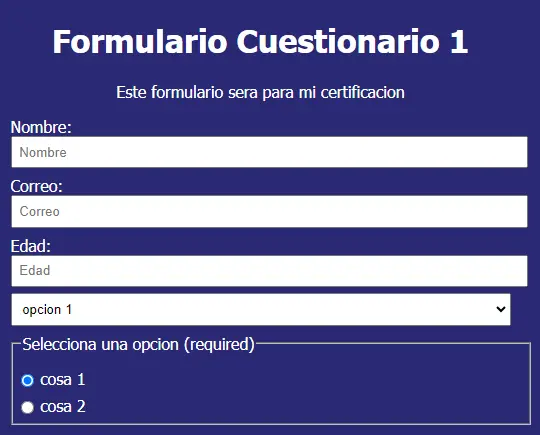 Formulario Cuestionario 1
Este formulario sera para mi certificacion
Nombre:
Nombre
Correo:
Correo
Edad:
Edad
opcion 1
Selecciona una opcion (required)
cosa 1
cosa 2